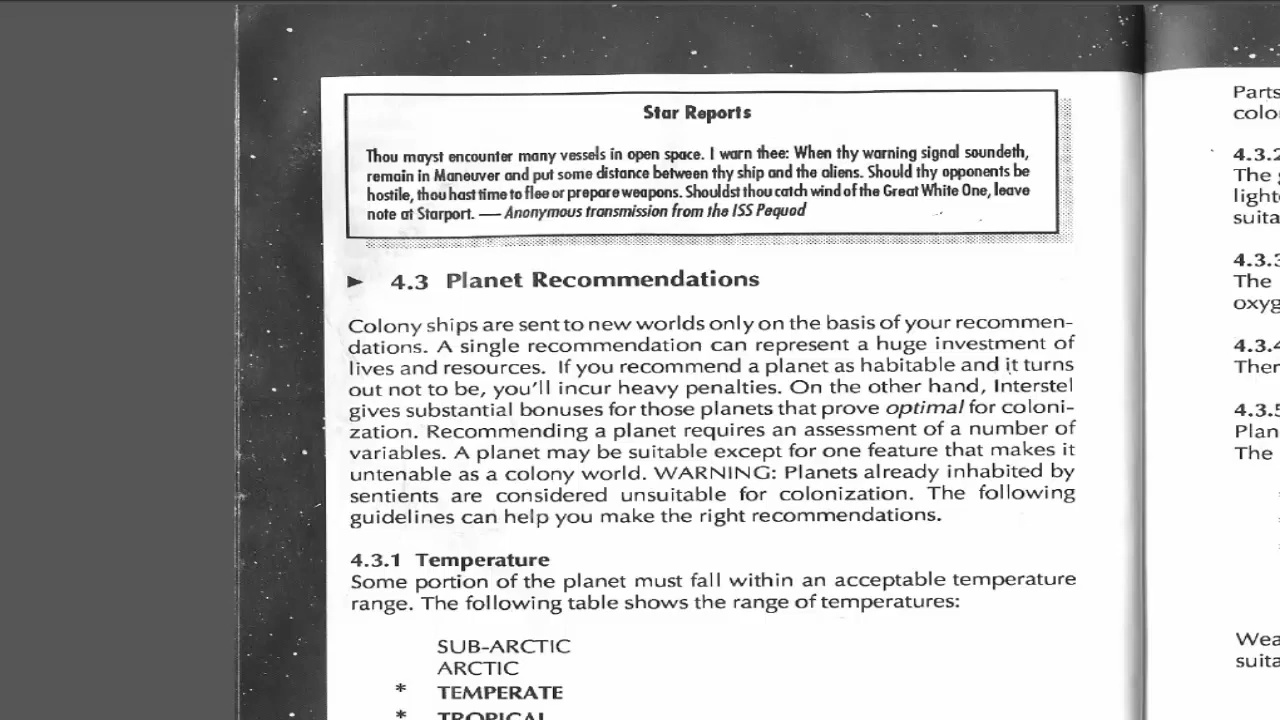 Star Reports
Thou mayst encounter many vessels in open space. I warn thee: When thy warning signal soundeth,
remain in Maneuver and put some distance between thy ship and the aliens. Should thy opponents be
hostile, thou hast time to flee or prepare weapons. Shouldst thou catch wind of the Great White One, leave
note at Starport. — Anonymous transmission from the ISS Pequod
► 4.3 Planet Recommendations
Colony ships are sent to new worlds only on the basis of your recommen-
dations. A single recommendation can represent a huge investment of
lives and resources. If you recommend a planet as habitable and it turns
out not to be, you'll incur heavy penalties. On the other hand, Interstel
gives substantial bonuses for those planets that prove optimal for coloni-
zation. Recommending a planet requires an assessment of a number of
variables. A planet may be suitable except for one feature that makes it
untenable as a colony world. WARNING: Planets already inhabited by
sentients are considered unsuitable for colonization. The following
guidelines can help you make the right recommendations.
4.3.1 Temperature
Some portion of the planet must fall within an acceptable temperature
range. The following table shows the range of temperatures:
SUB-ARCTIC
ARCTIC
* TEMPERATE
* TROPICAL
Parts
4.3.2
The
4.3.3
The
4.3.4
4.3.5
The